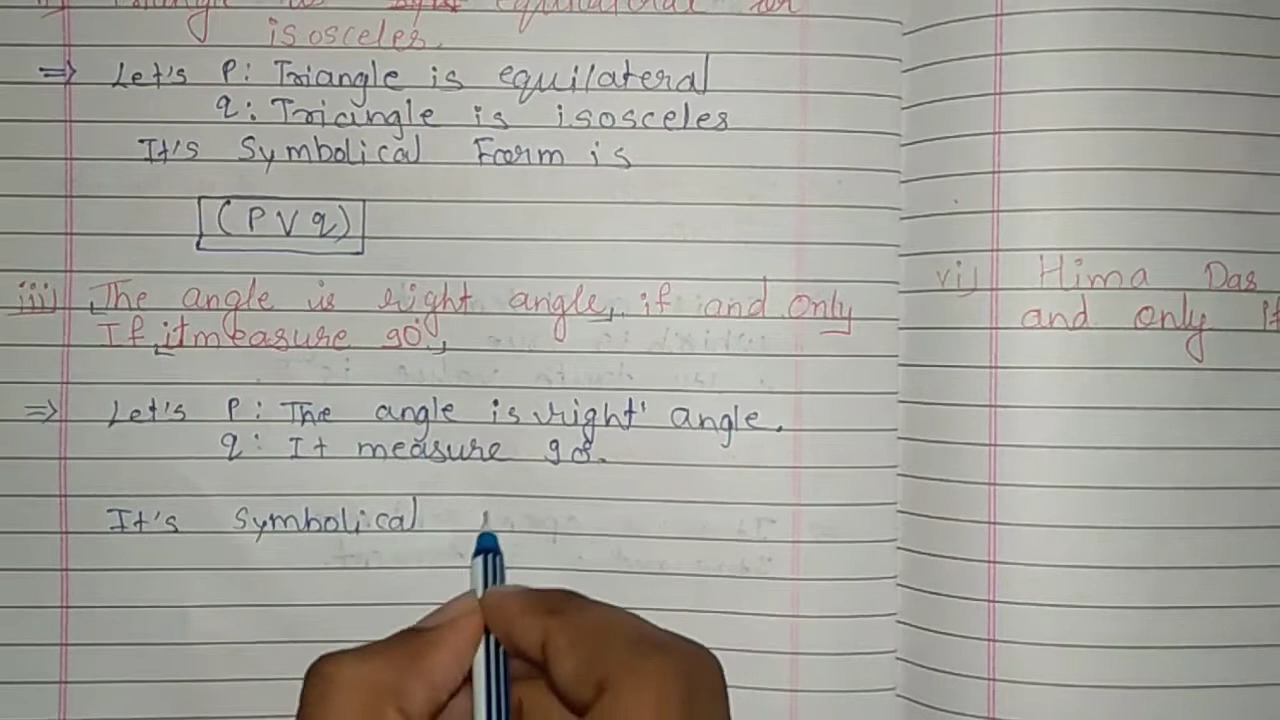 equilateral or
isosceles.
=> Let's P: Triangle is equilateral
q: Triangle is isosceles
It's Symbolical Form is
(P V q)
iii) The angle is right angle, if and only
If it measure 90°,
=> Let's P: The angle is right angle.
q: It measure 90°.
It's Symbolical
vi) Hima Das
and only if